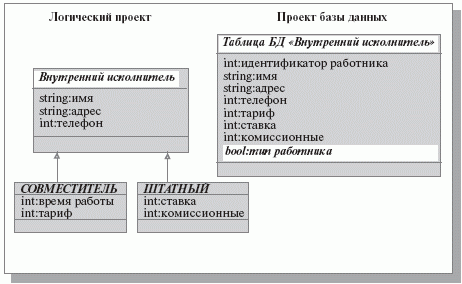 Логический проект
Проект базы данных
Внутренний исполнитель
string:имя
string:адрес
int:телефон
СОВМЕСТИТЕЛЬ
int:время работы
int:тариф
ШТАТНЫЙ
int:ставка
int:комиссионные
Таблица БД «Внутренний исполнитель»
int:идентификатор работника
string:имя
string:адрес
int:телефон
int:тариф
int:ставка
int:комиссионные
bool:тип работника